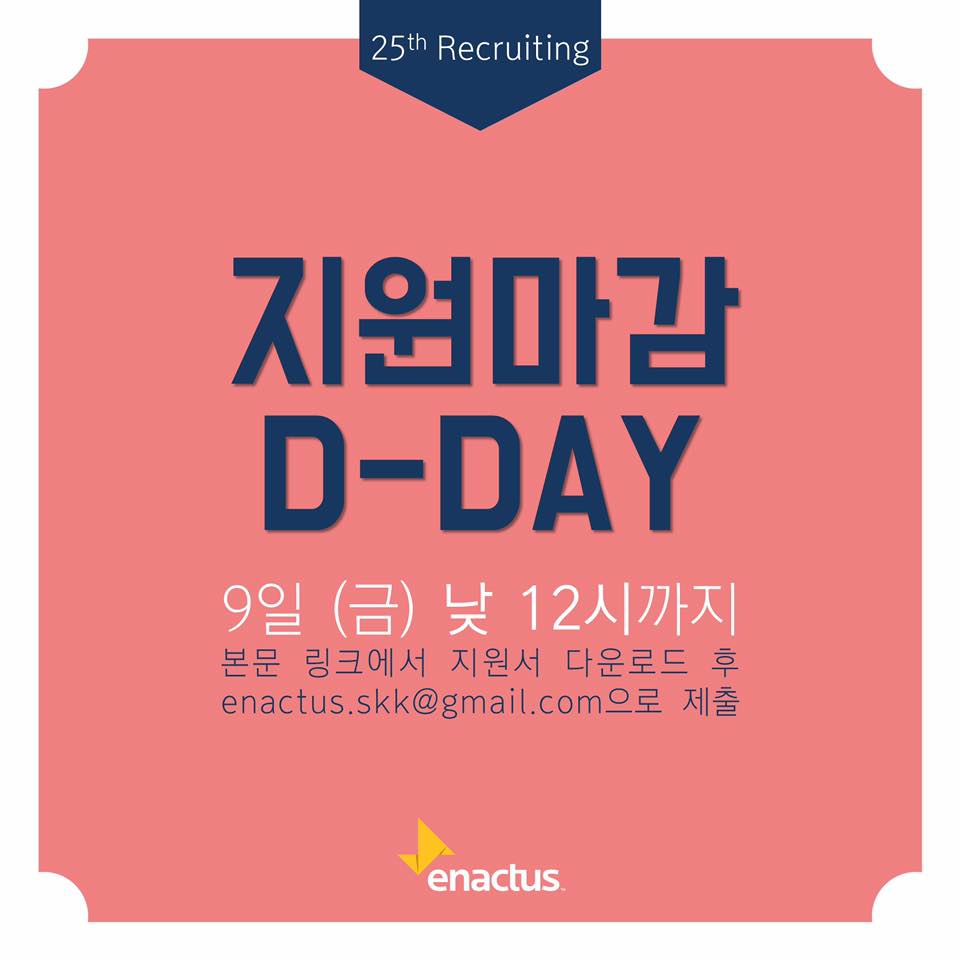 25th Recruiting
지원마감
D-DAY
9일 (금) 낮 12시까지
본문 링크에서 지원서 다운로드 후
enactus.skk@gmail.com으로 제출
enactus™